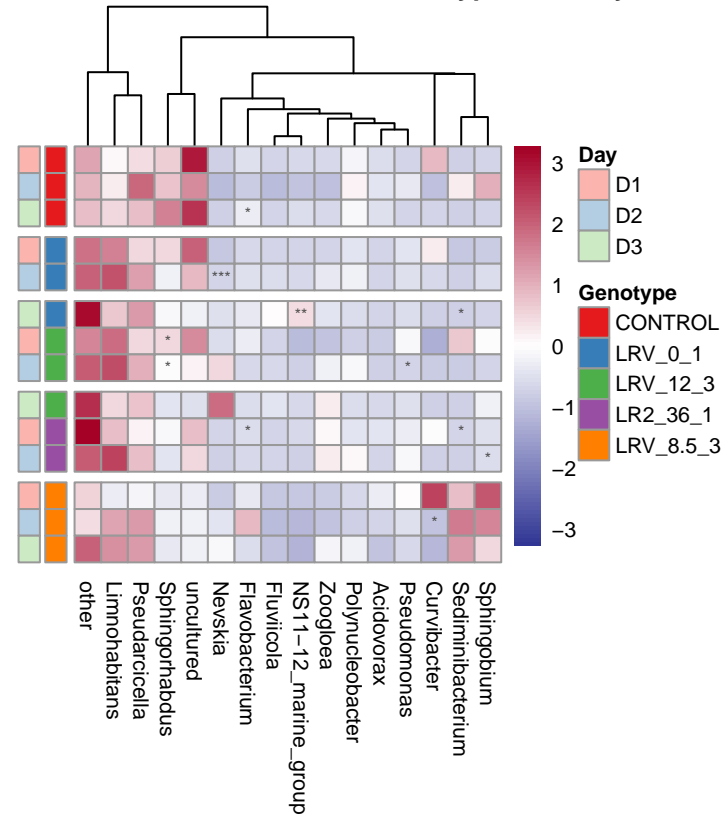 3
2
1
0
−1
−2
−3
Day
D1
D2
D3
Genotype
CONTROL
LRV_0_1
LRV_12_3
LR2_36_1
LRV_8.5_3
*
***
** *
*
* *
* *
*
*
other
Limnohabitans
Pseudarcicella
Sphingorhabdus
uncultured
Nevskia
Flavobacterium
Fluviicola
NS11−12_marine_group
Zoogloea
Polynucleobacter
Acidovorax
Pseudomonas
Curvibacter
Sediminibacterium
Sphingobium